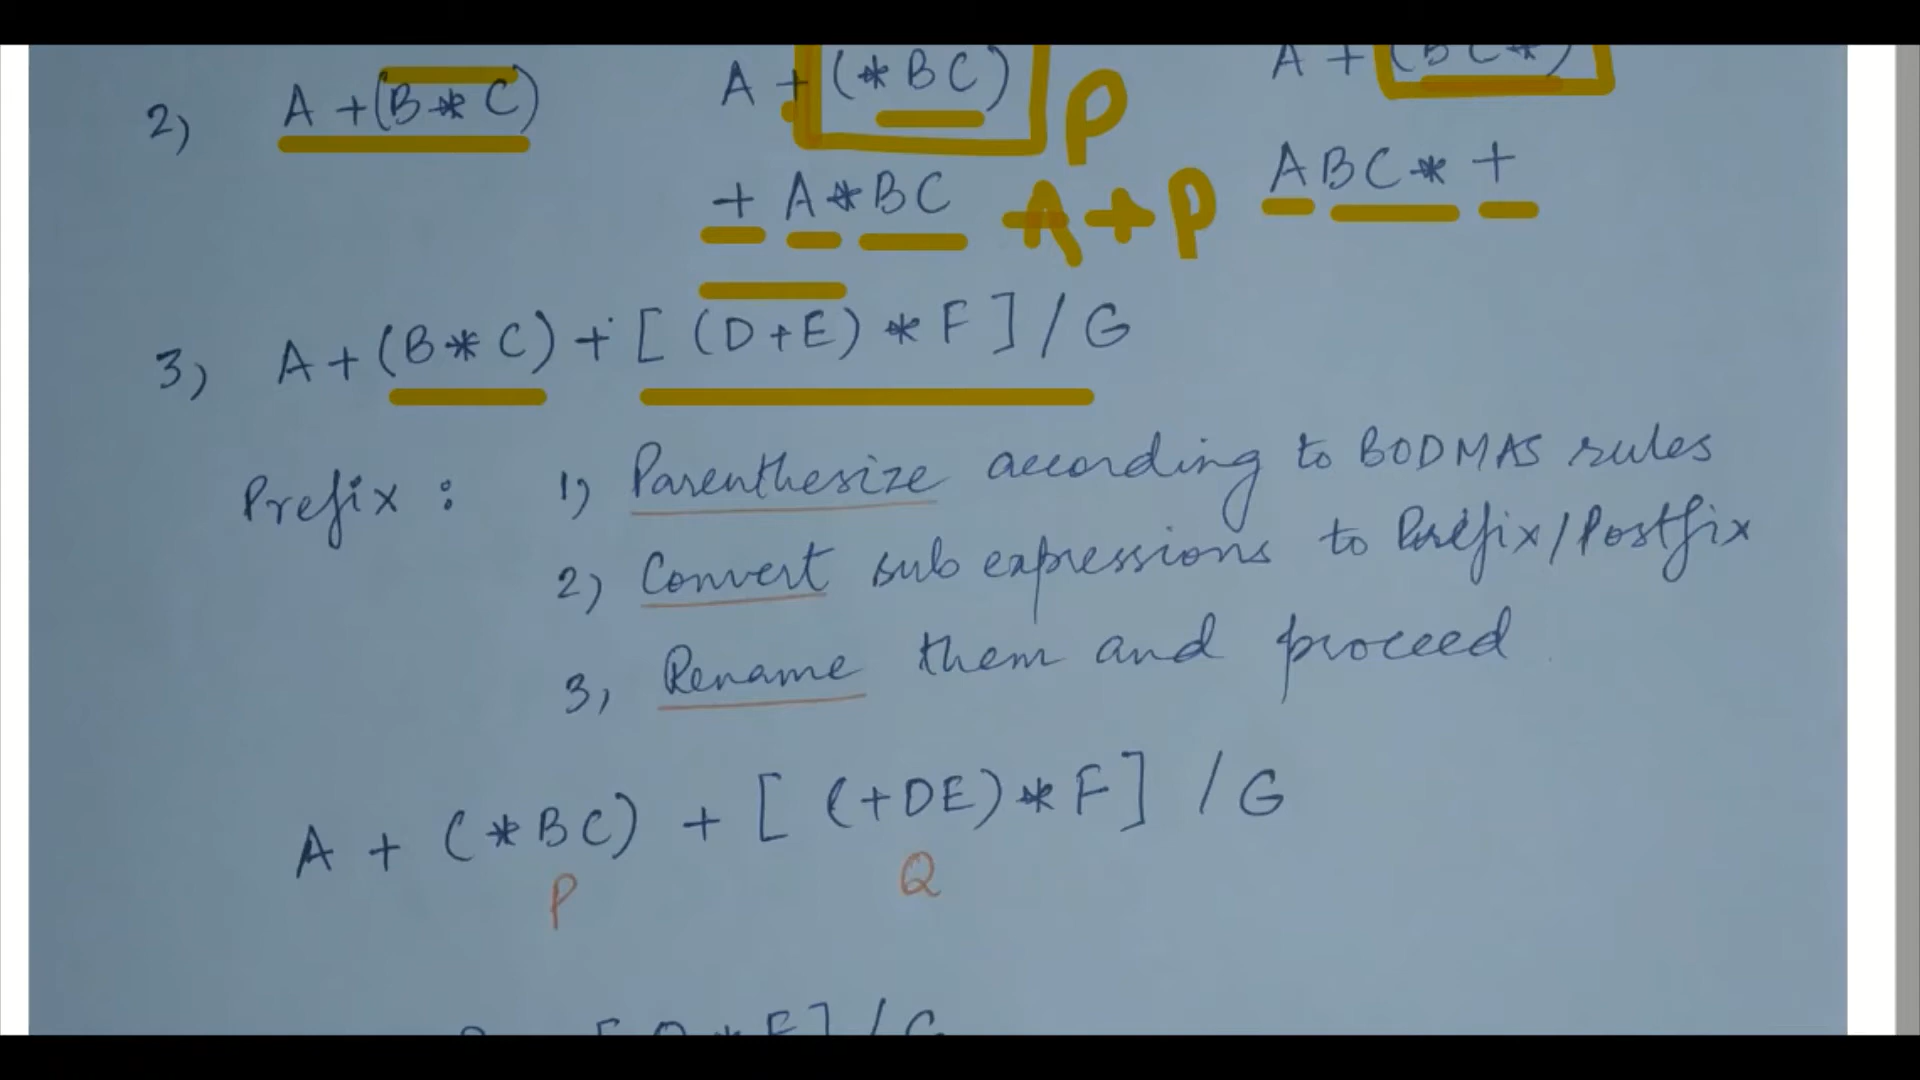 2) A + (B * C) A + (* B C) P A + (BC*)
+ A * BC A + P ABC * +
3) A + (B * C) + [ (D + E) * F ] / G
Prefix : 1) Parenthesize according to BODMAS rules
2) Convert sub expressions to Prefix / Postfix
3) Rename them and proceed
A + (* BC) + [ (+DE) * F ] / G
P Q
[ Q * F ] / G